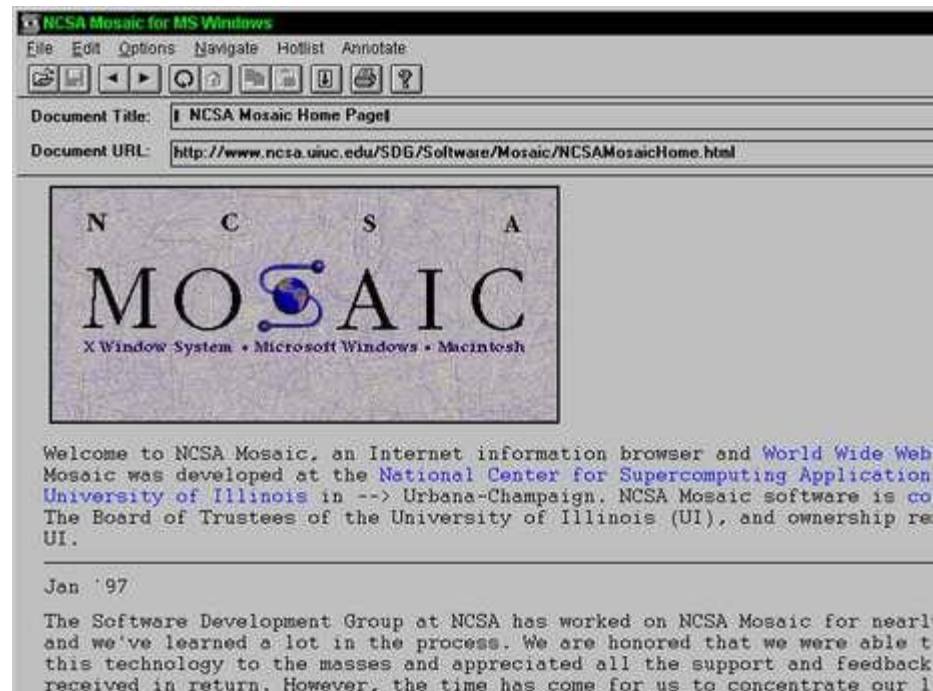 NCSA Mosaic for MS Windows
File Edit Options Navigate Hotlist Annotate
Document Title: NCSA Mosaic Home Page
Document URL: http://www.ncsa.uiuc.edu/SDG/Software/Mosaic/NCSAMosaicHome.html
N C S A
MOSAIC
X Window System • Microsoft Windows • Macintosh
Welcome to NCSA Mosaic, an Internet information browser and World Wide Web
Mosaic was developed at the National Center for Supercomputing Application
University of Illinois in --> Urbana-Champaign. NCSA Mosaic software is co
The Board of Trustees of the University of Illinois (UI), and ownership re
UI.
Jan '97
The Software Development Group at NCSA has worked on NCSA Mosaic for nearl
and we've learned a lot in the process. We are honored that we were able t
this technology to the masses and appreciated all the support and feedback
received in return. However, the time has come for us to concentrate our l